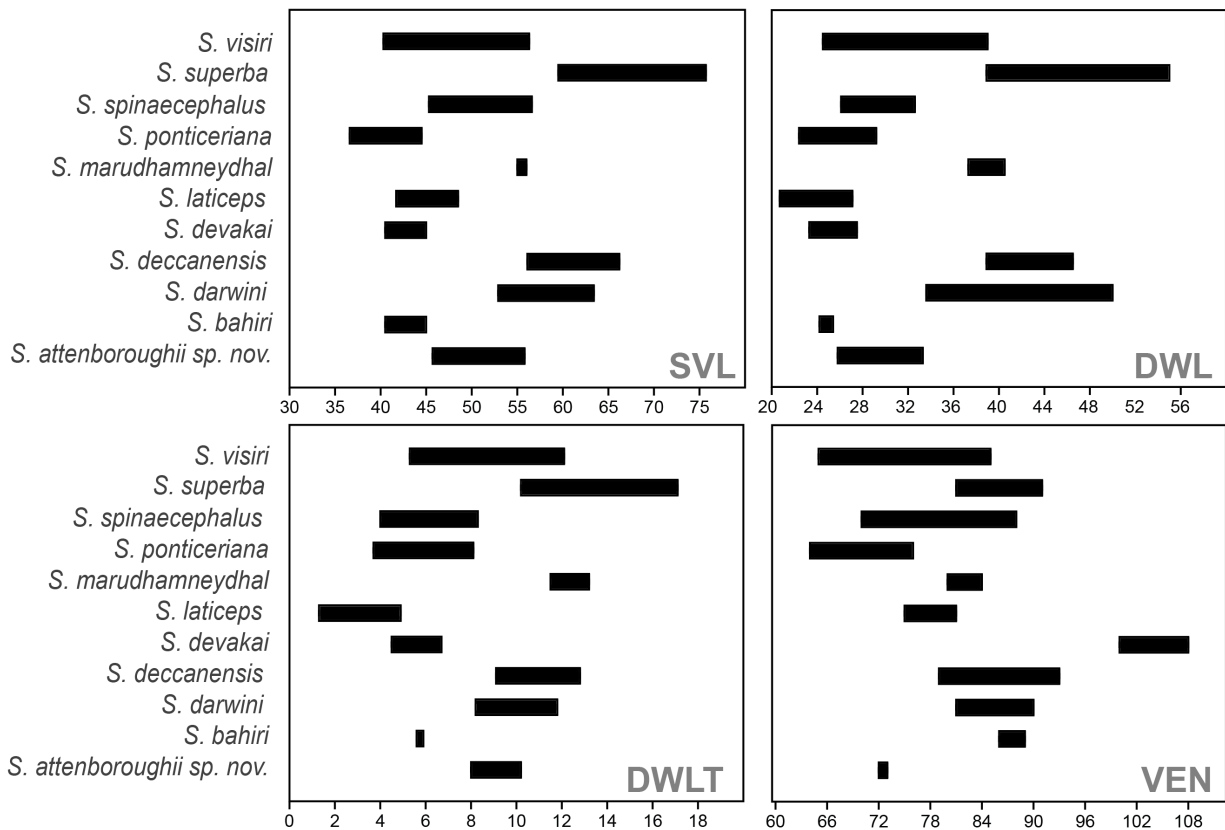 S. visiri
S. superba
S. spinaecephalus
S. ponticeriana
S. marudhamneydhal
S. laticeps
S. devakai
S. deccanensis
S. darwini
S. bahiri
S. attenboroughii sp. nov.
SVL
30 35 40 45 50 55 60 65 70 75
DWL
20 24 28 32 36 40 44 48 52 56
S. visiri
S. superba
S. spinaecephalus
S. ponticeriana
S. marudhamneydhal
S. laticeps
S. devakai
S. deccanensis
S. darwini
S. bahiri
S. attenboroughii sp. nov.
DWLT
0 2 4 6 8 10 12 14 16 18
VEN
60 66 72 78 84 90 96 102 108